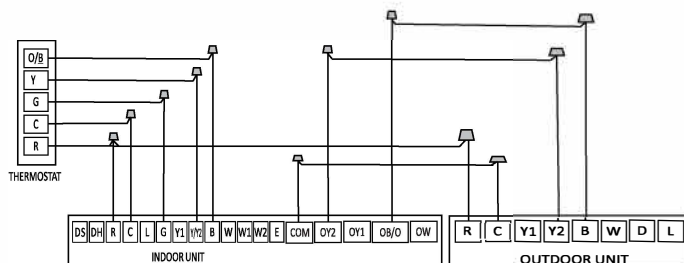 O/B
Y
G
C
R
THERMOSTAT
DS DH R C L G Y1 Y/Y2 B W W1 W2 E COM OY2 OY1 OB/O OW
INDOOR UNIT
R C Y1 Y2 B W D L
OUTDOOR UNIT